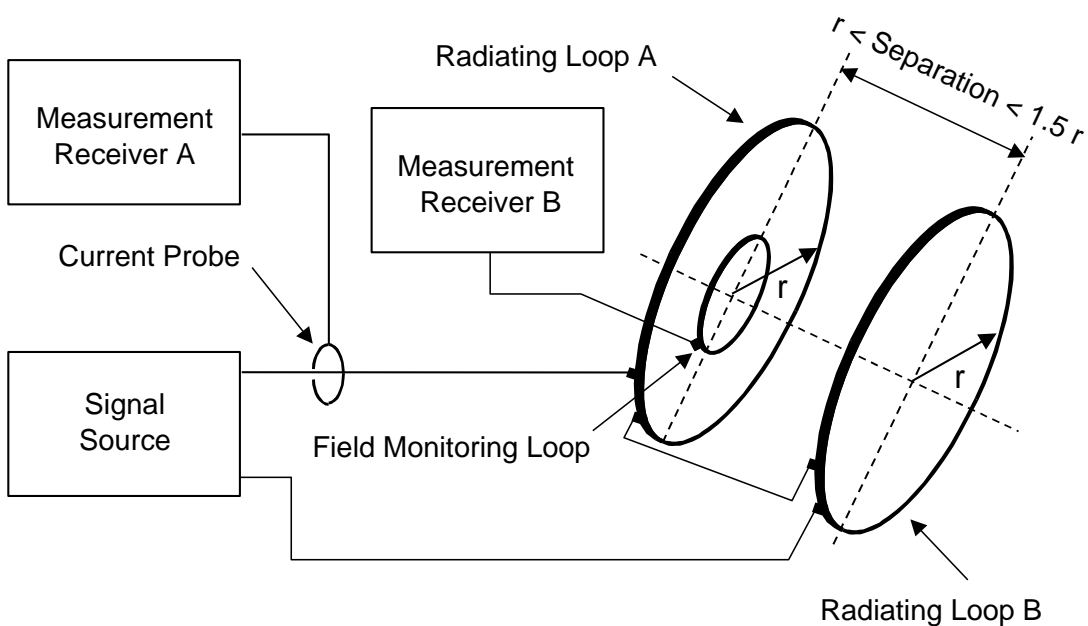 Radiating Loop A
r < Separation < 1.5 r
Measurement
Receiver A
Measurement
Receiver B
Current Probe
r
Signal
Source
r
Field Monitoring Loop
Radiating Loop B